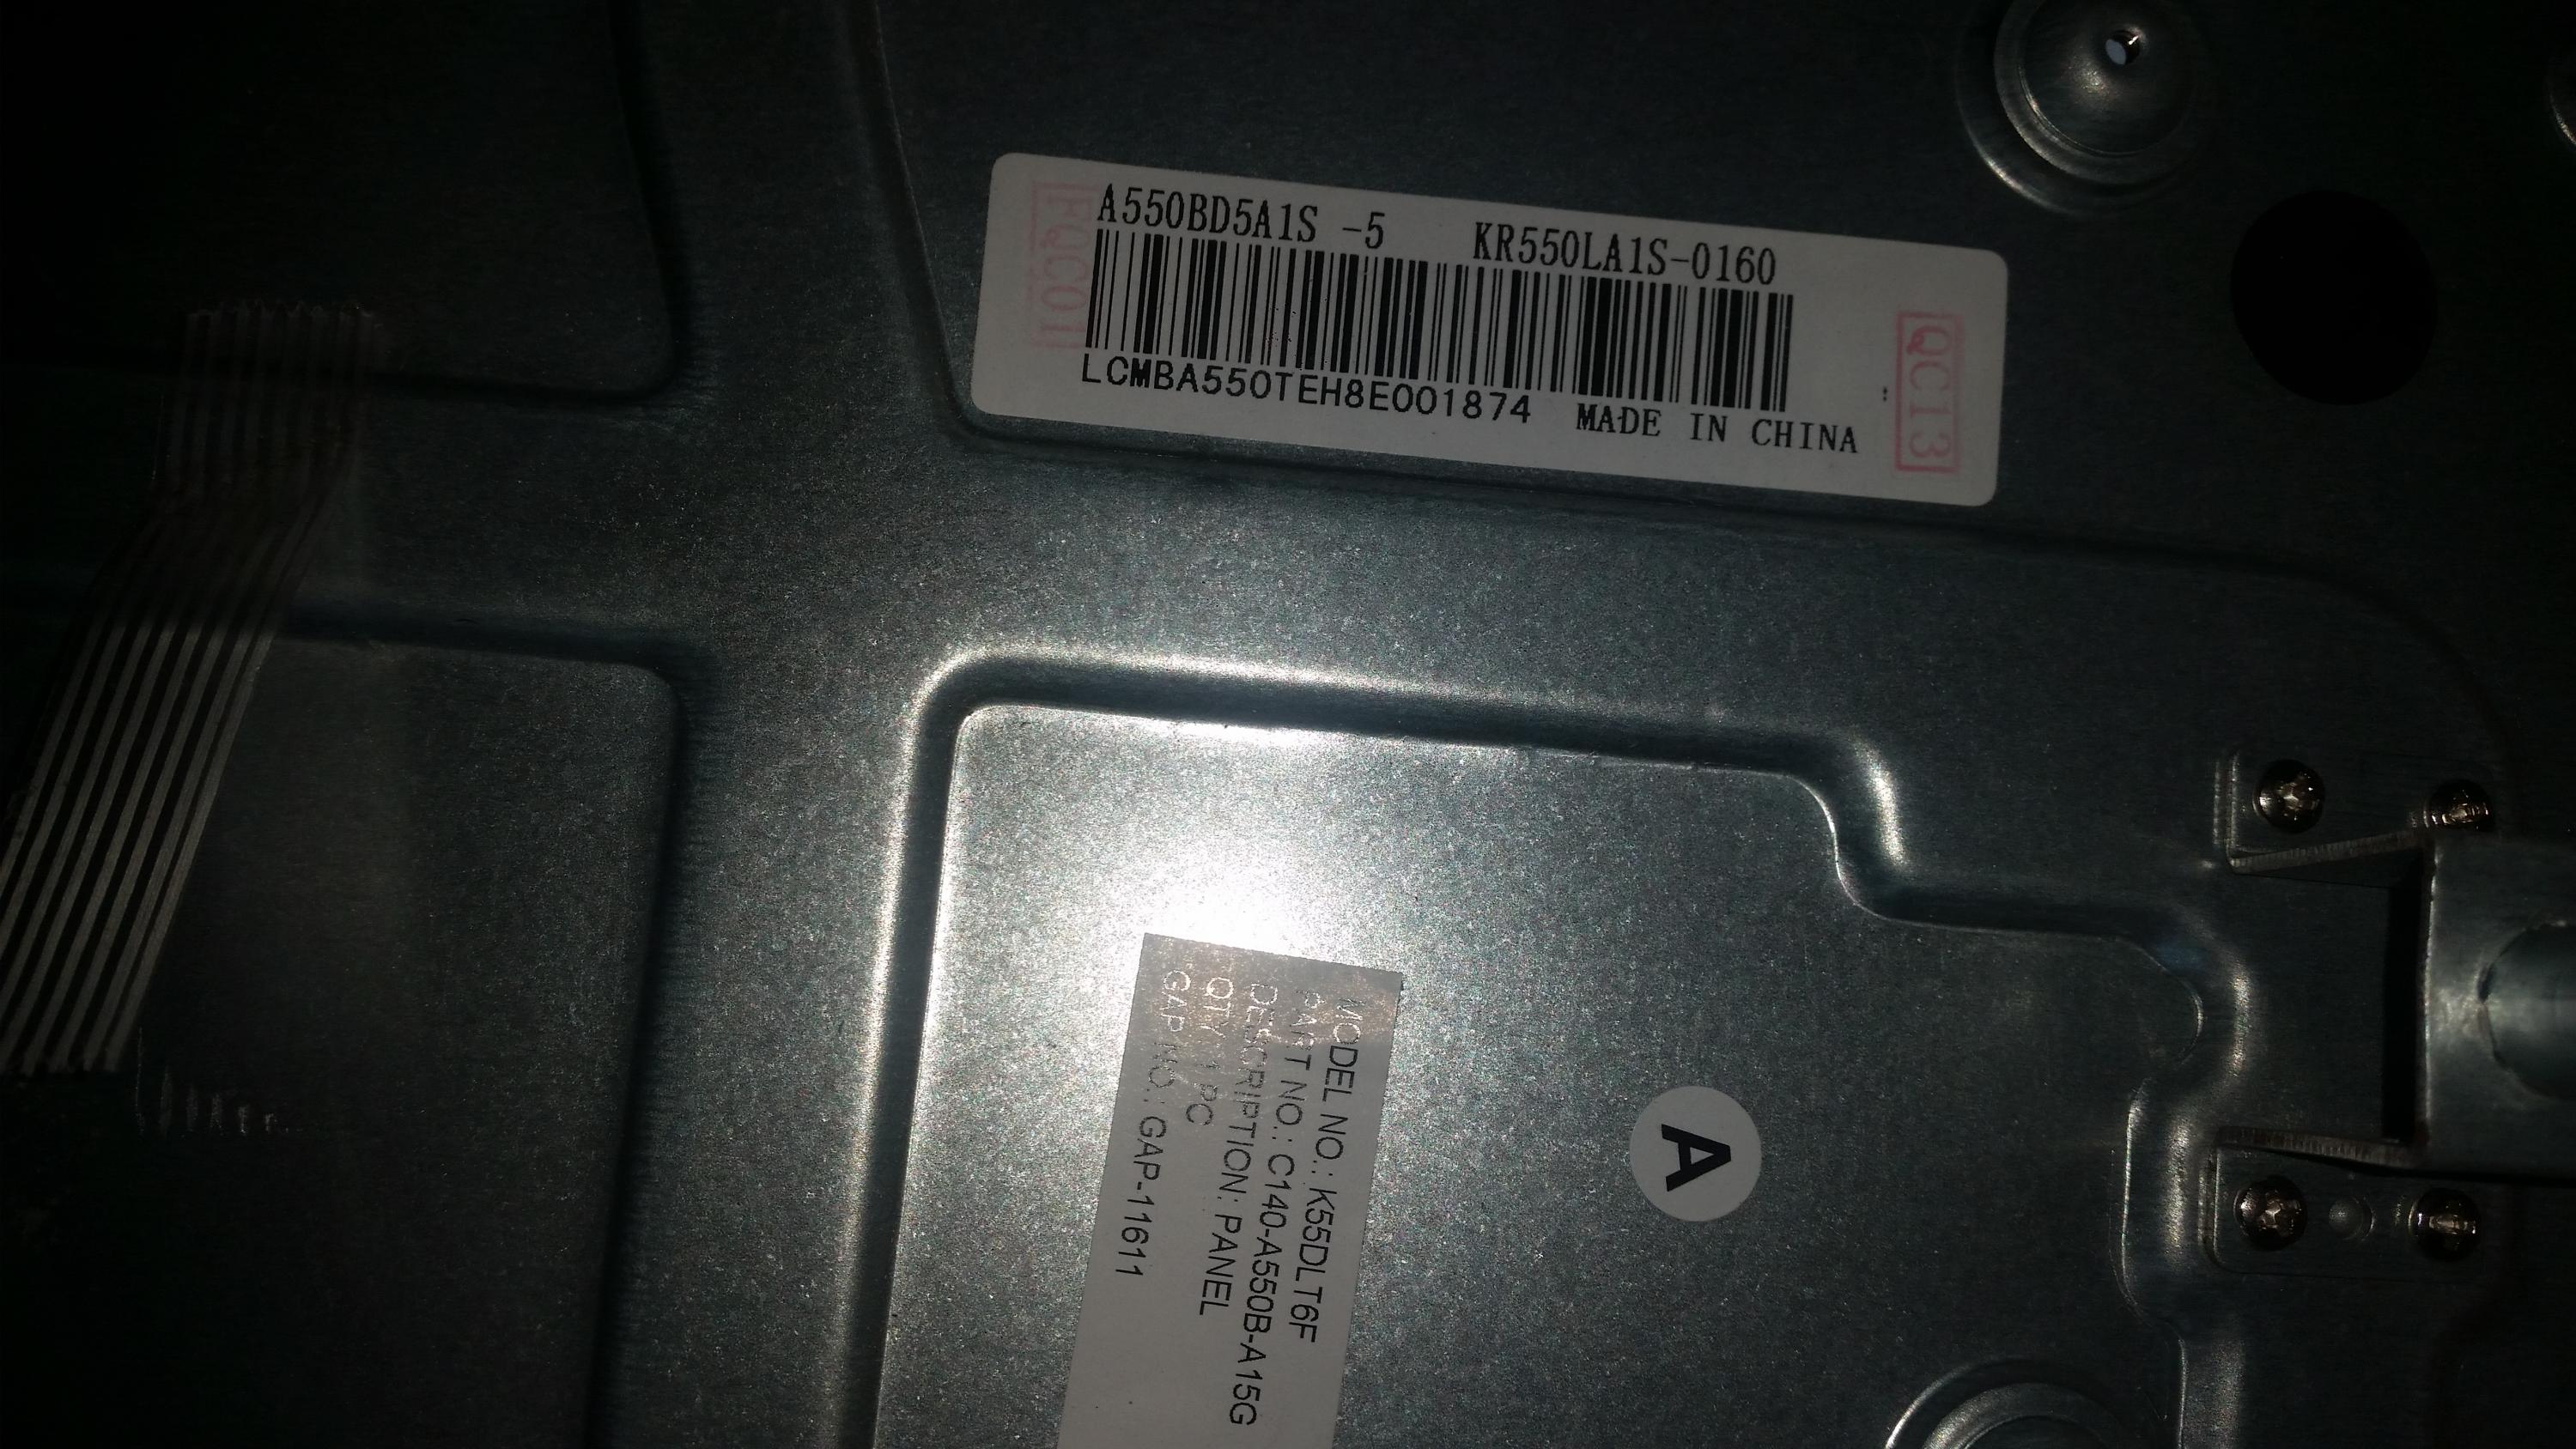 A550BD5A1S -5 KR550LA1S-0160
LCMBA550TEH8E001874 MADE IN CHINA
FQC01
QC13
MODEL NO.: K55DLT6F
PART NO.: C140-A550B-A15G
DESCRIPTION: PANEL
QTY: 1 PC
GAP NO.: GAP-11611
A